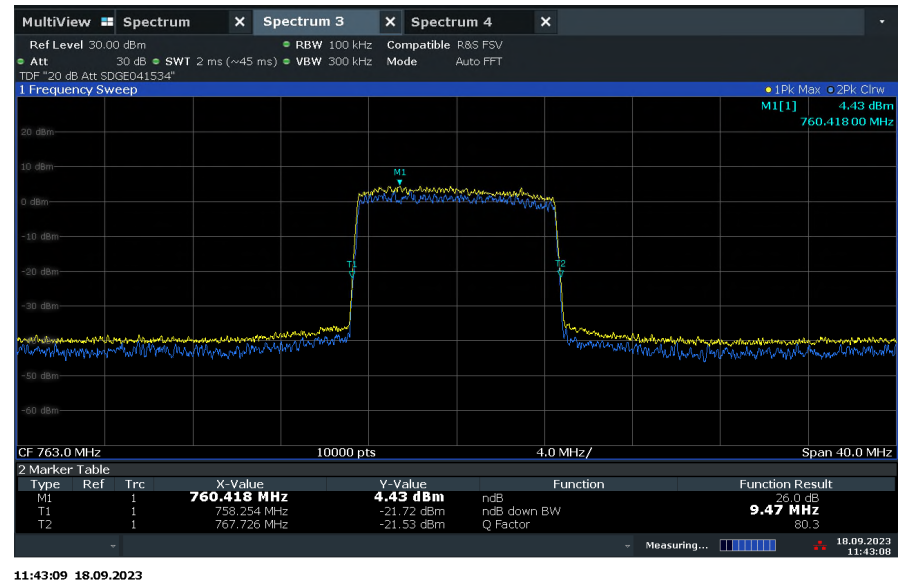 MultiView Spectrum X Spectrum 3 X Spectrum 4 X
Ref Level 30.00 dBm RBW 100 kHz Compatible R&S FSV
Att 30 dB SWT 2 ms (~45 ms) VBW 300 kHz Mode Auto FFT
TDF "20 dB Att SDGE041534"
1 Frequency Sweep 1Pk Max 2Pk Clrw
M1[1] 4.43 dBm
760.418 00 MHz
20 dBm
10 dBm
M1
0 dBm
-10 dBm
T1 T2
-20 dBm
-30 dBm
-50 dBm
-60 dBm
CF 763.0 MHz 10000 pts 4.0 MHz/ Span 40.0 MHz
2 Marker Table
Type Ref Trc X-Value Y-Value Function Function Result
M1 1 760.418 MHz 4.43 dBm ndB 26.0 dB
T1 1 758.254 MHz -21.72 dBm ndB down BW 9.47 MHz
T2 1 767.726 MHz -21.53 dBm Q Factor 80.3
Measuring... 18.09.2023
11:43:08
11:43:09 18.09.2023